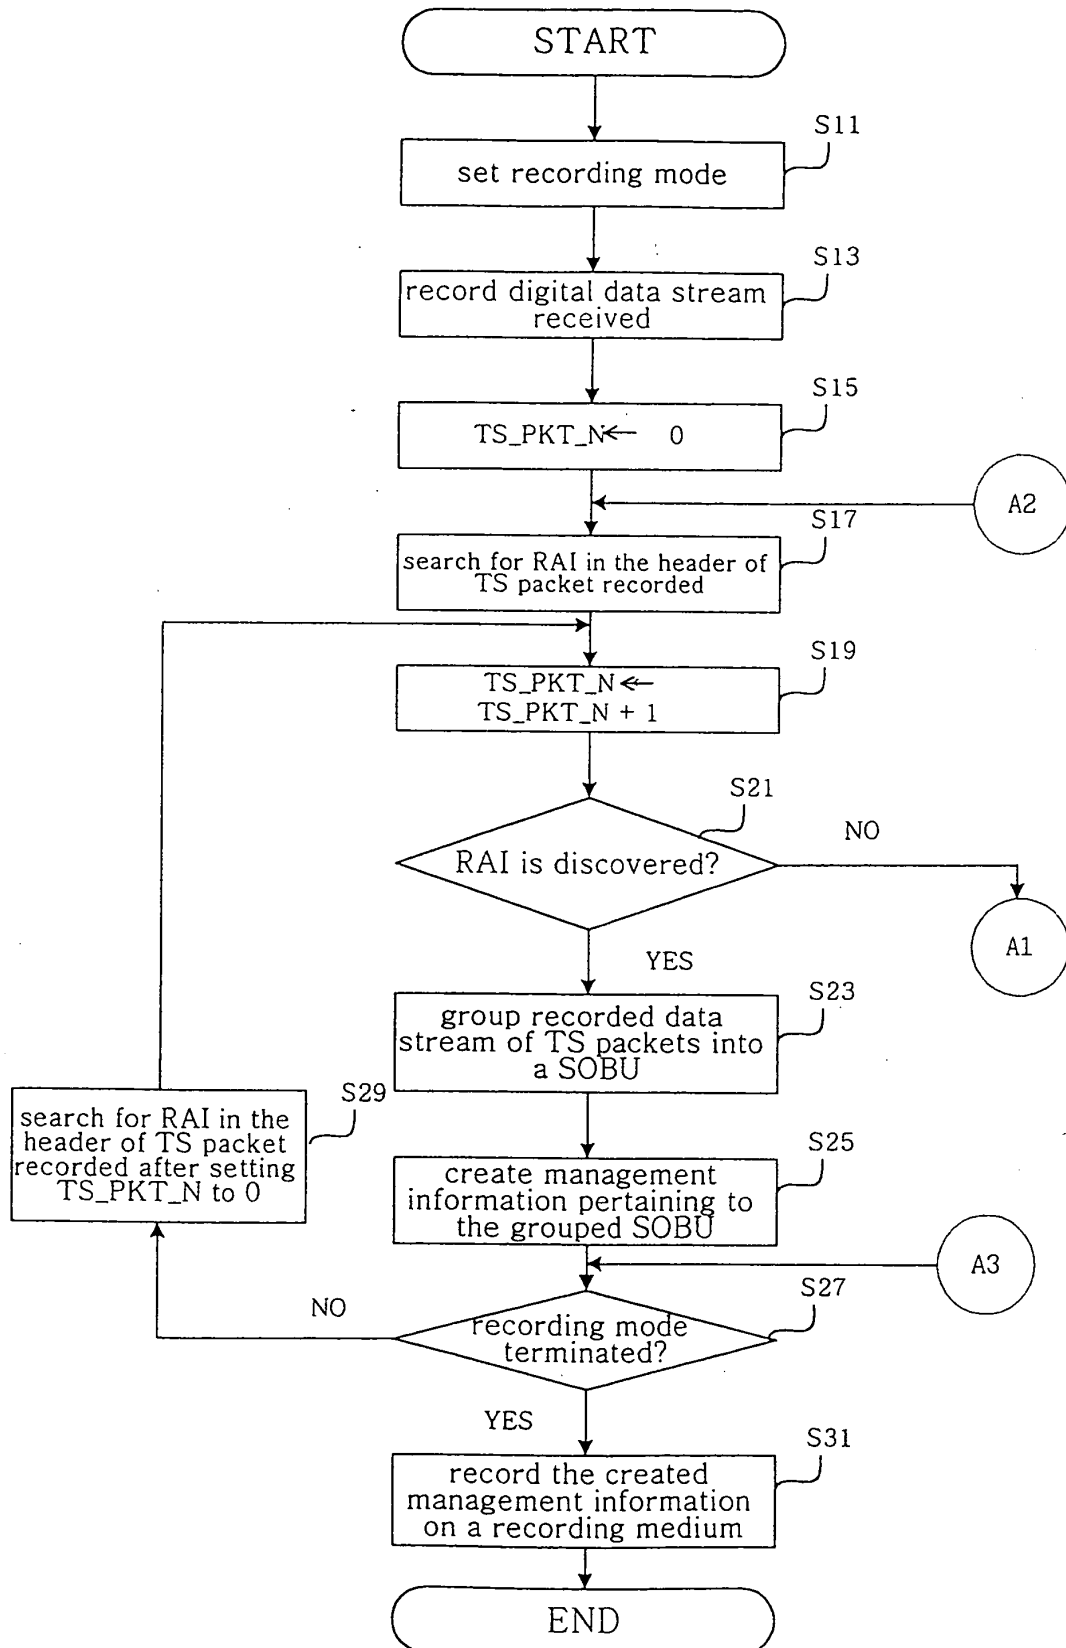 START
S11
set recording mode
S13
record digital data stream
received
S15
TS_PKT_N← 0
A2
S17
search for RAI in the header of
TS packet recorded
S19
TS_PKT_N←
TS_PKT_N + 1
S21
NO
RAI is discovered?
A1
YES
S23
group recorded data
stream of TS packets into
a SOBU
S29
search for RAI in the
header of TS packet
recorded after setting
TS_PKT_N to 0
S25
create management
information pertaining to
the grouped SOBU
A3
S27
NO
recording mode
terminated?
YES
S31
record the created
management information
on a recording medium
END